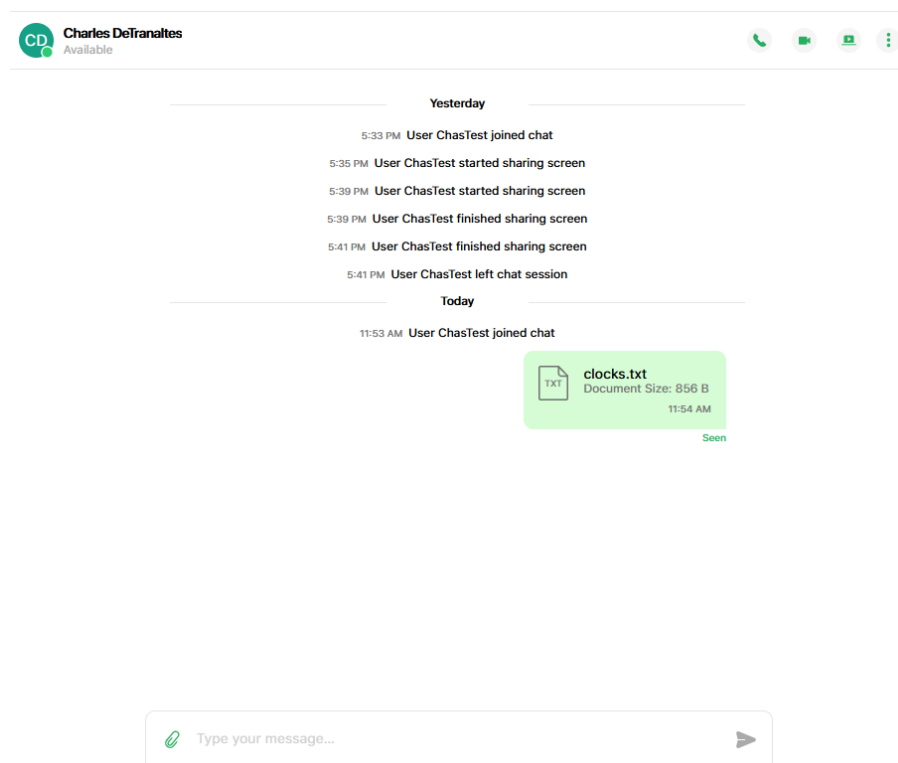 CD
Charles DeTranaltes
Available
Yesterday
5:33 PM User ChasTest joined chat
5:35 PM User ChasTest started sharing screen
5:39 PM User ChasTest started sharing screen
5:39 PM User ChasTest finished sharing screen
5:41 PM User ChasTest finished sharing screen
5:41 PM User ChasTest left chat session
Today
11:53 AM User ChasTest joined chat
TXT
clocks.txt
Document Size: 856 B
11:54 AM
Seen
Type your message...